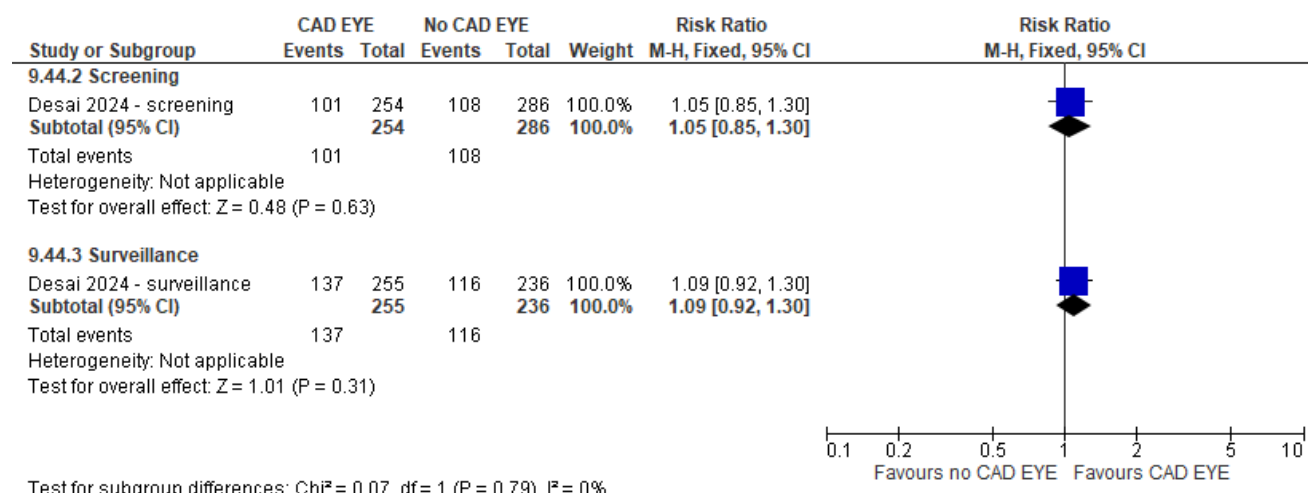 CAD EYE No CAD EYE Risk Ratio Risk Ratio
Study or Subgroup Events Total Events Total Weight M-H, Fixed, 95% CI M-H, Fixed, 95% CI
9.44.2 Screening
Desai 2024 - screening 101 254 108 286 100.0% 1.05 [0.85, 1.30]
Subtotal (95% CI) 254 286 100.0% 1.05 [0.85, 1.30]
Total events 101 108
Heterogeneity: Not applicable
Test for overall effect: Z = 0.48 (P = 0.63)
9.44.3 Surveillance
Desai 2024 - surveillance 137 255 116 236 100.0% 1.09 [0.92, 1.30]
Subtotal (95% CI) 255 236 100.0% 1.09 [0.92, 1.30]
Total events 137 116
Heterogeneity: Not applicable
Test for overall effect: Z = 1.01 (P = 0.31)
0.1 0.2 0.5 1 2 5 10
Favours no CAD EYE Favours CAD EYE
Test for subgroup differences: Chi² = 0.07, df = 1 (P = 0.79), I² = 0%